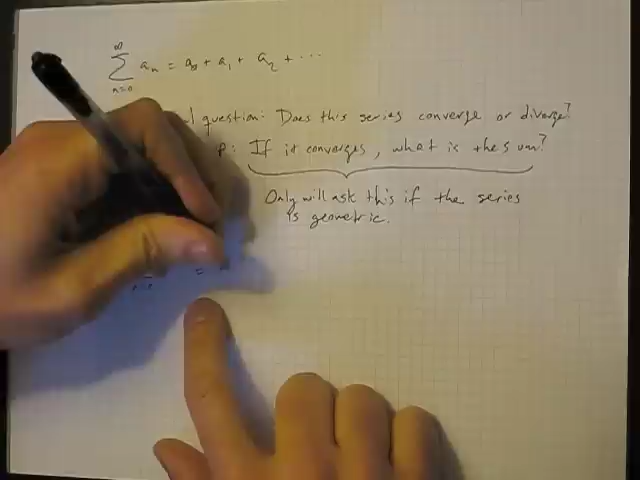 ∞
∑ aₙ = a₀ + a₁ + a₂ + ···
n=0
question: Does this series converge or diverge?
P: If it converges, what is the sum?
Only will ask this if the series
is geometric.
=